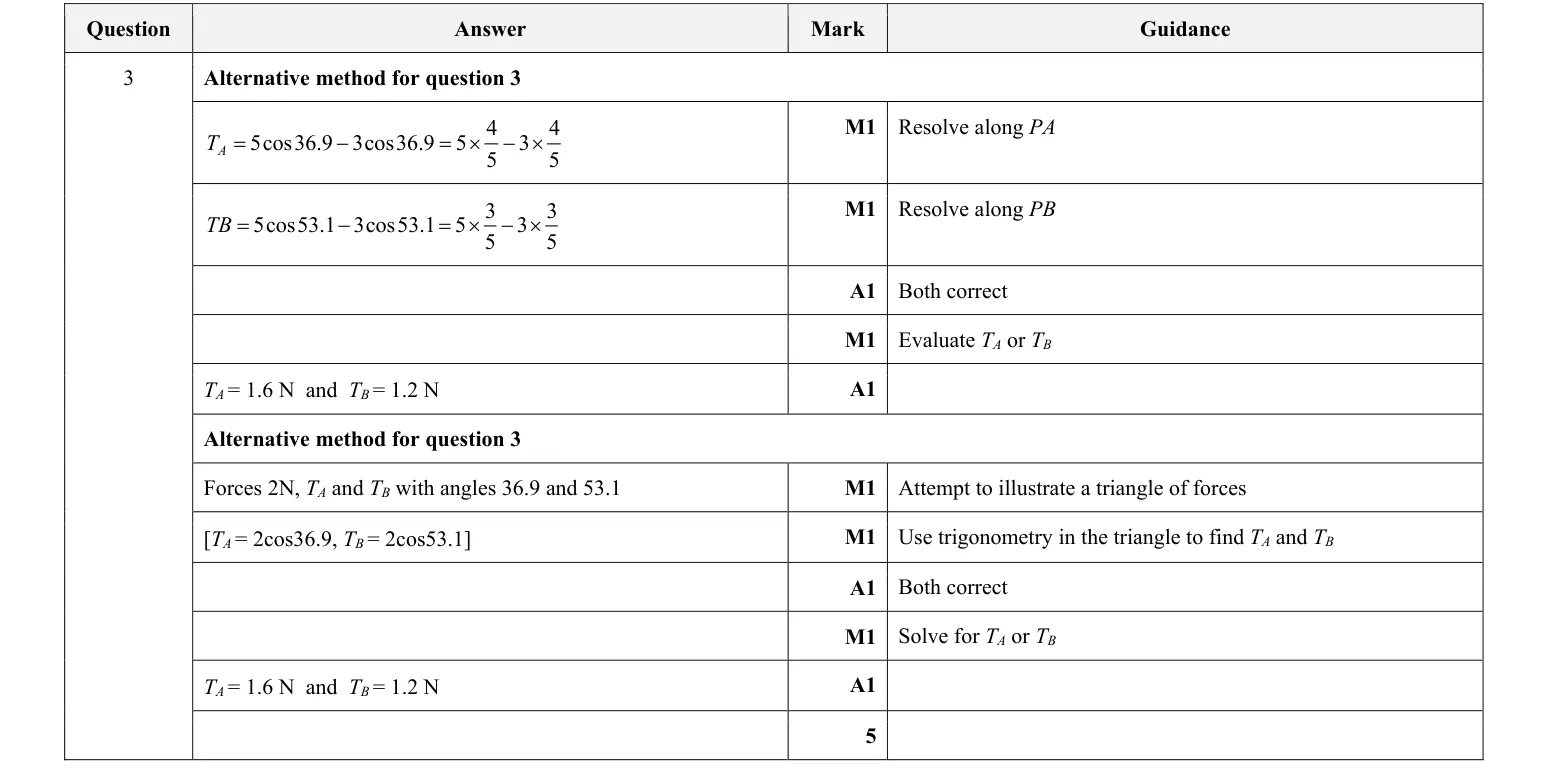 Question Answer Mark Guidance
3 Alternative method for question 3
T_A = 5cos36.9 − 3cos36.9 = 5 × 4/5 − 3 × 4/5 M1 Resolve along PA
TB = 5cos53.1 − 3cos53.1 = 5 × 3/5 − 3 × 3/5 M1 Resolve along PB
A1 Both correct
M1 Evaluate T_A or T_B
T_A = 1.6 N and T_B = 1.2 N A1
Alternative method for question 3
Forces 2N, T_A and T_B with angles 36.9 and 53.1 M1 Attempt to illustrate a triangle of forces
[T_A = 2cos36.9, T_B = 2cos53.1] M1 Use trigonometry in the triangle to find T_A and T_B
A1 Both correct
M1 Solve for T_A or T_B
T_A = 1.6 N and T_B = 1.2 N A1
5